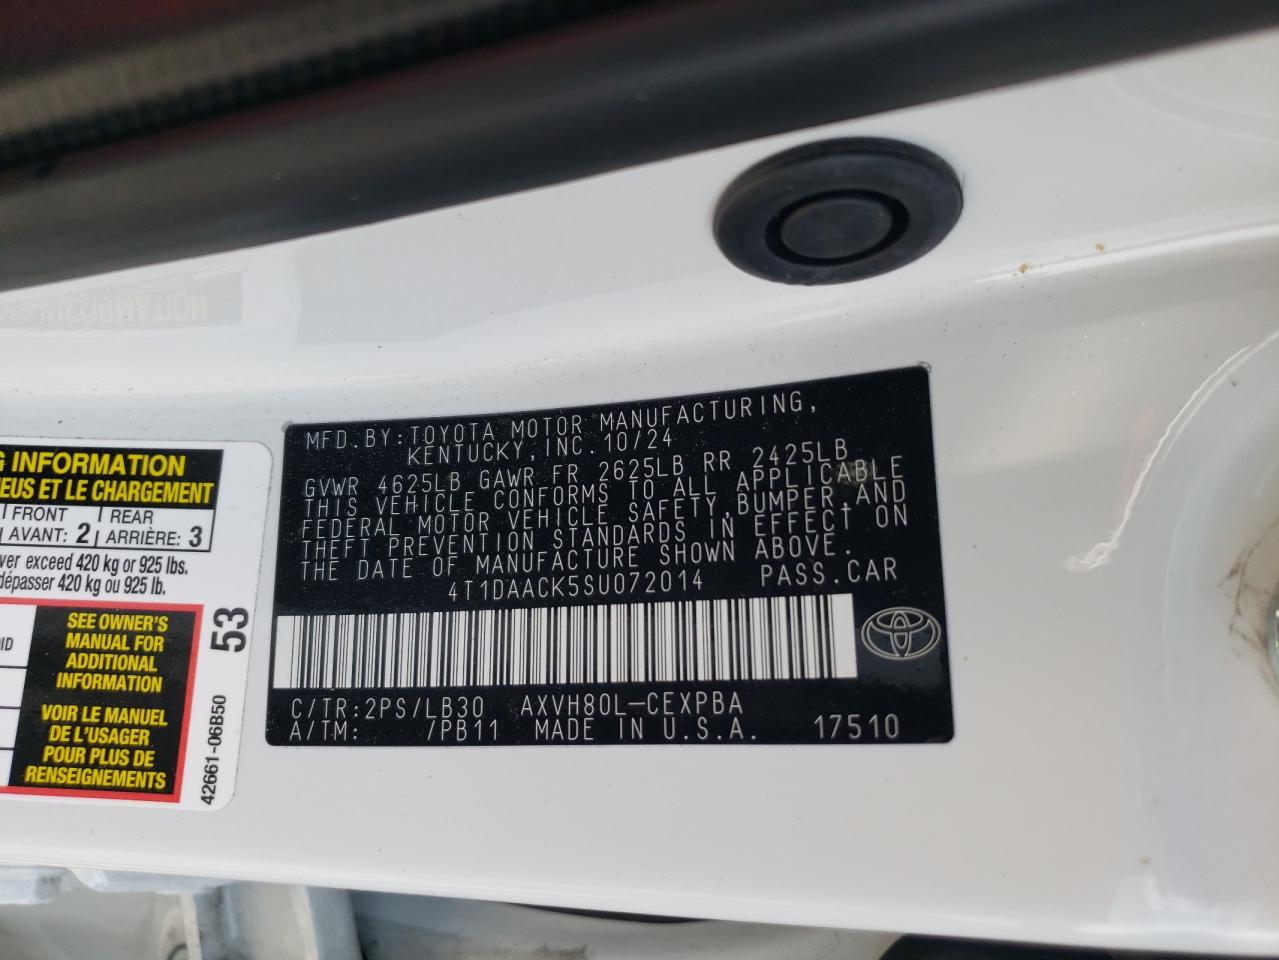 MFD.BY:TOYOTA MOTOR MANUFACTURING,
KENTUCKY,INC.10/24
GVWR 4625LB GAWR FR 2625LB RR 2425LB
THIS VEHICLE CONFORMS TO ALL APPLICABLE
FEDERAL MOTOR VEHICLE SAFETY,BUMPER,AND
THEFT PREVENTION STANDARDS IN EFFECT ON
THE DATE OF MANUFACTURE SHOWN ABOVE.
4T1DAACK5SU072014 PASS.CAR
C/TR:2PS/LB30 AXVH80L-CEXPBA
A/TM: /PB11 MADE IN U.S.A. 17510
G INFORMATION
EUS ET LE CHARGEMENT
FRONT REAR
AVANT: 2 ARRIÈRE: 3
ver exceed 420 kg or 925 lbs.
dépasser 420 kg ou 925 lb.
SEE OWNER'S
MANUAL FOR
ADDITIONAL
INFORMATION
VOIR LE MANUEL
DE L'USAGER
POUR PLUS DE
RENSEIGNEMENTS
53
42661-06B50